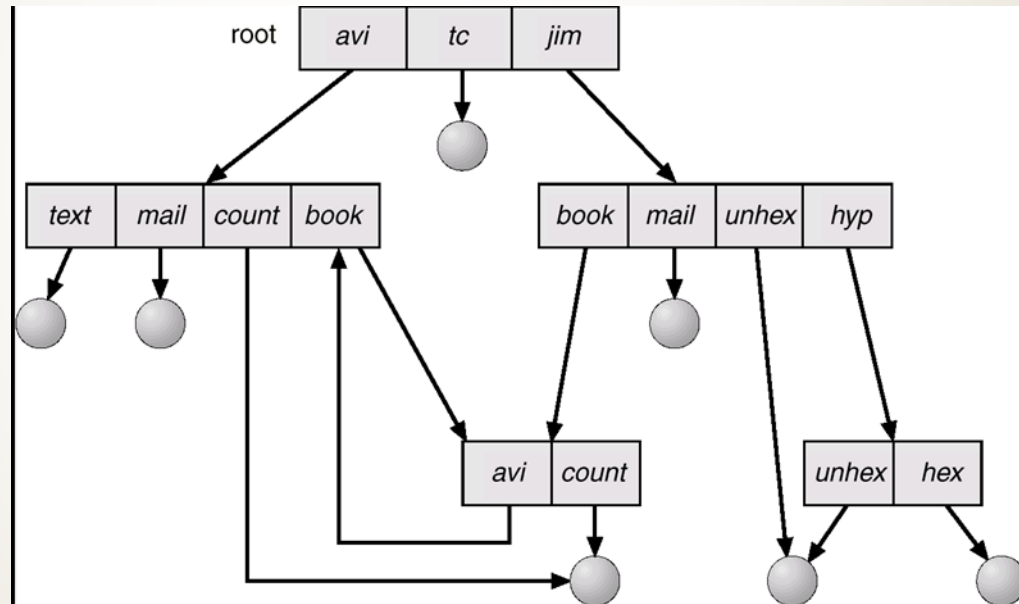 root avi tc jim
text mail count book book mail unhex hyp
avi count unhex hex